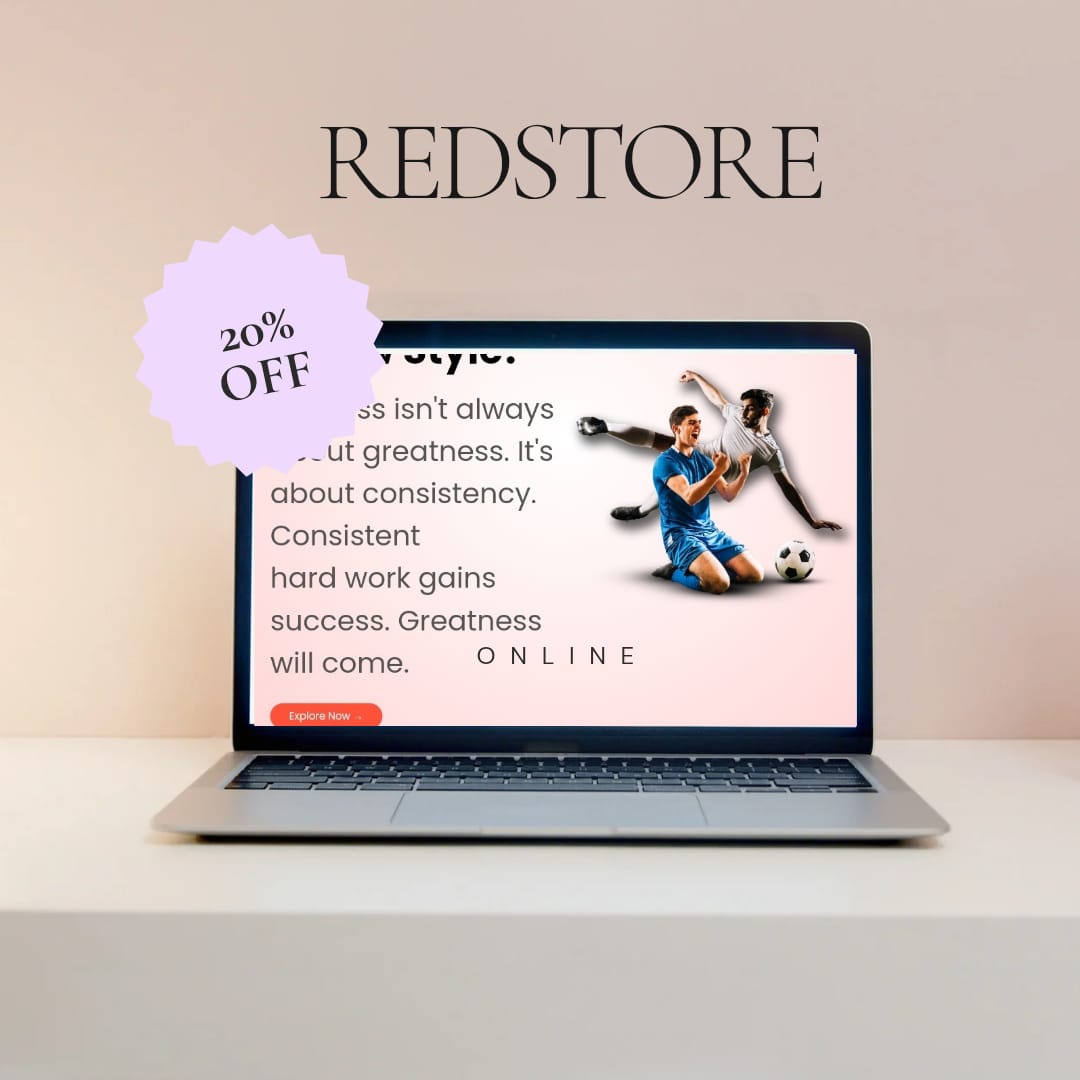 REDSTORE
20%
OFF
style!
isn't always
greatness. It's
about consistency.
Consistent
hard work gains
success. Greatness
will come.
ONLINE
Explore Now →